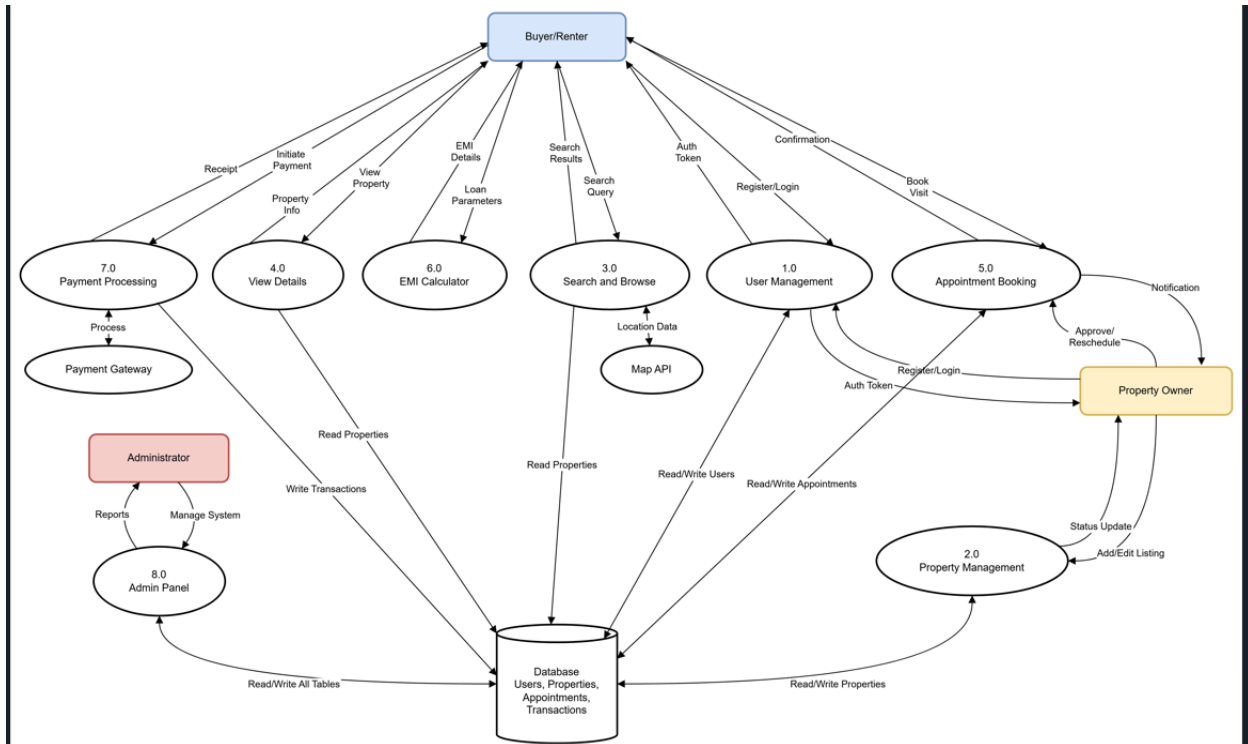 Buyer/Renter
Receipt
Initiate
Payment
Property
Info
View
Property
EMI
Details
Loan
Parameters
Search
Results
Search
Query
Auth
Token
Register/Login
Confirmation
Book
Visit
7.0
Payment Processing
4.0
View Details
6.0
EMI Calculator
3.0
Search and Browse
1.0
User Management
5.0
Appointment Booking
Notification
Process
Location Data
Approve/
Reschedule
Payment Gateway
Map API
Register/Login
Auth Token
Property Owner
Administrator
Read Properties
Read Properties
Write Transactions
Read/Write Users
Read/Write Appointments
Reports
Manage System
Status Update
Add/Edit Listing
8.0
Admin Panel
2.0
Property Management
Database
Users, Properties,
Appointments,
Transactions
Read/Write All Tables
Read/Write Properties